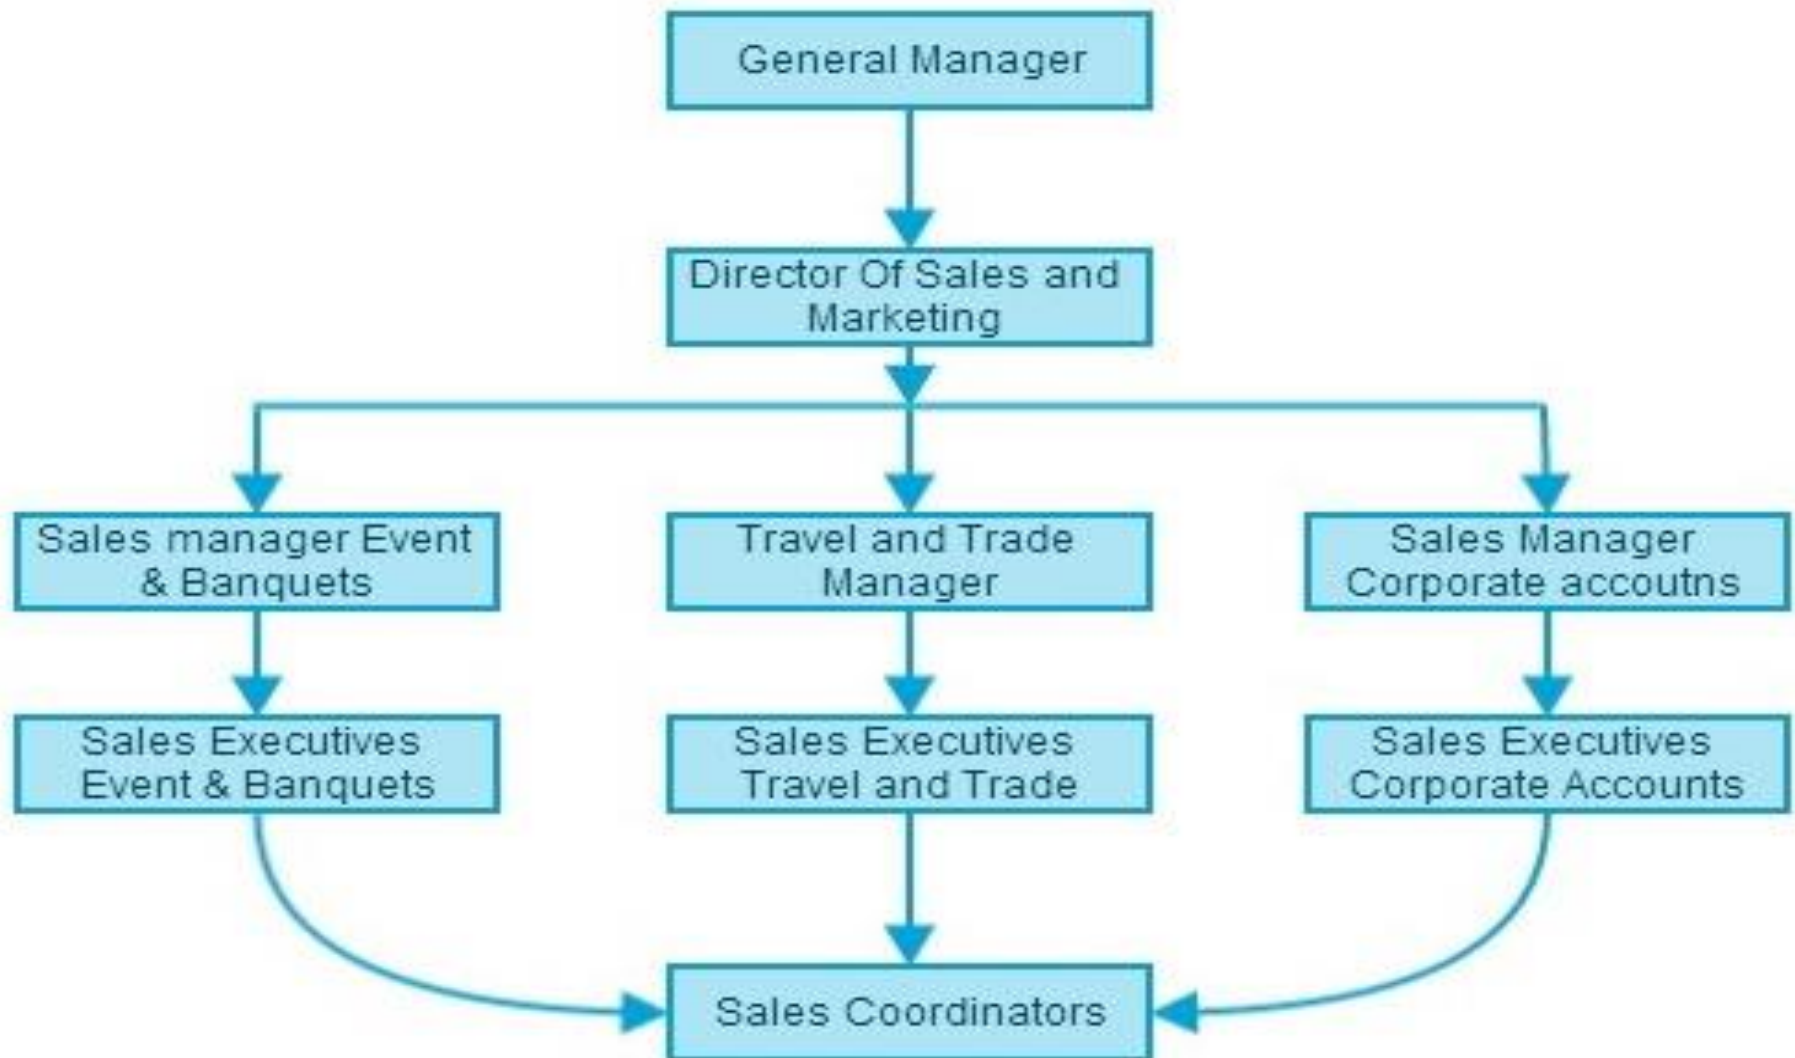 General Manager
Director Of Sales and
Marketing
Sales manager Event
& Banquets
Travel and Trade
Manager
Sales Manager
Corporate accoutns
Sales Executives
Event & Banquets
Sales Executives
Travel and Trade
Sales Executives
Corporate Accounts
Sales Coordinators